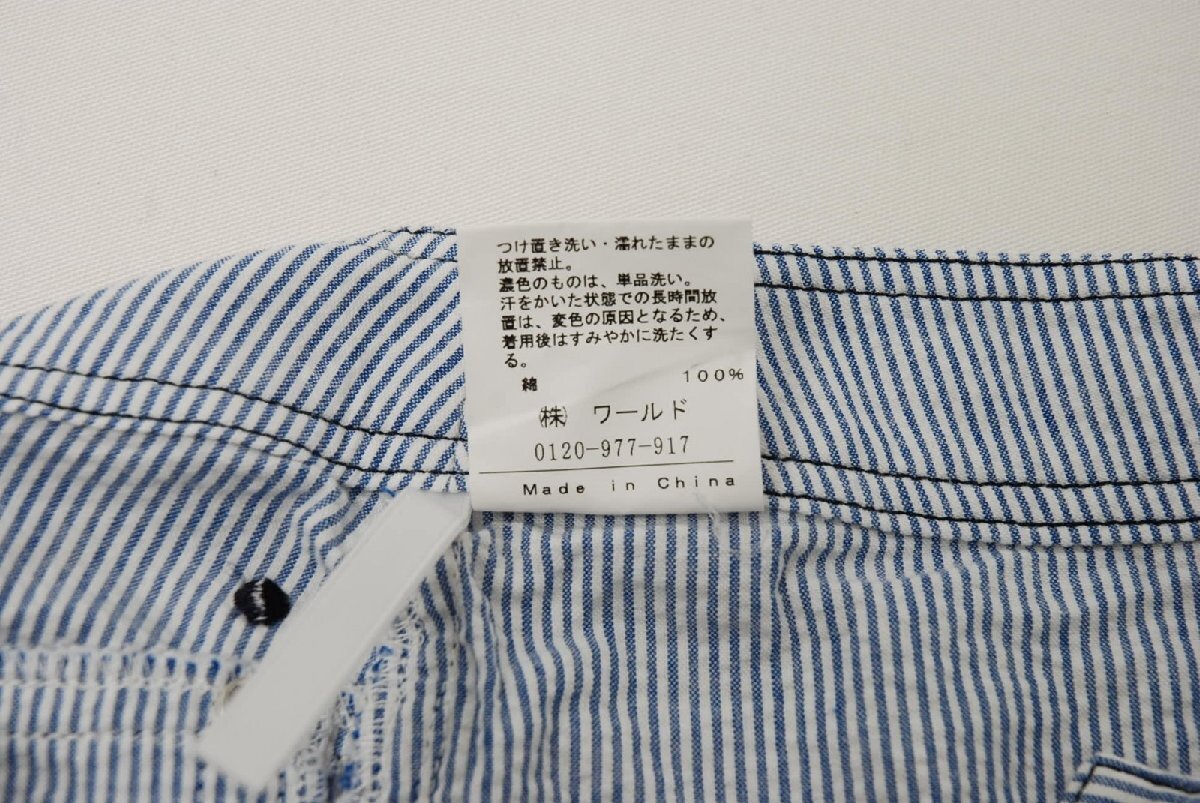 つけ置き洗い・濡れたままの
放置禁止。
濃色のものは、単品洗い。
汗をかいた状態での長時間放
置は、変色の原因となるため、
着用後はすみやかに洗たくす
る。
綿 100%
㈱ ワールド
0120-977-917
Made in China